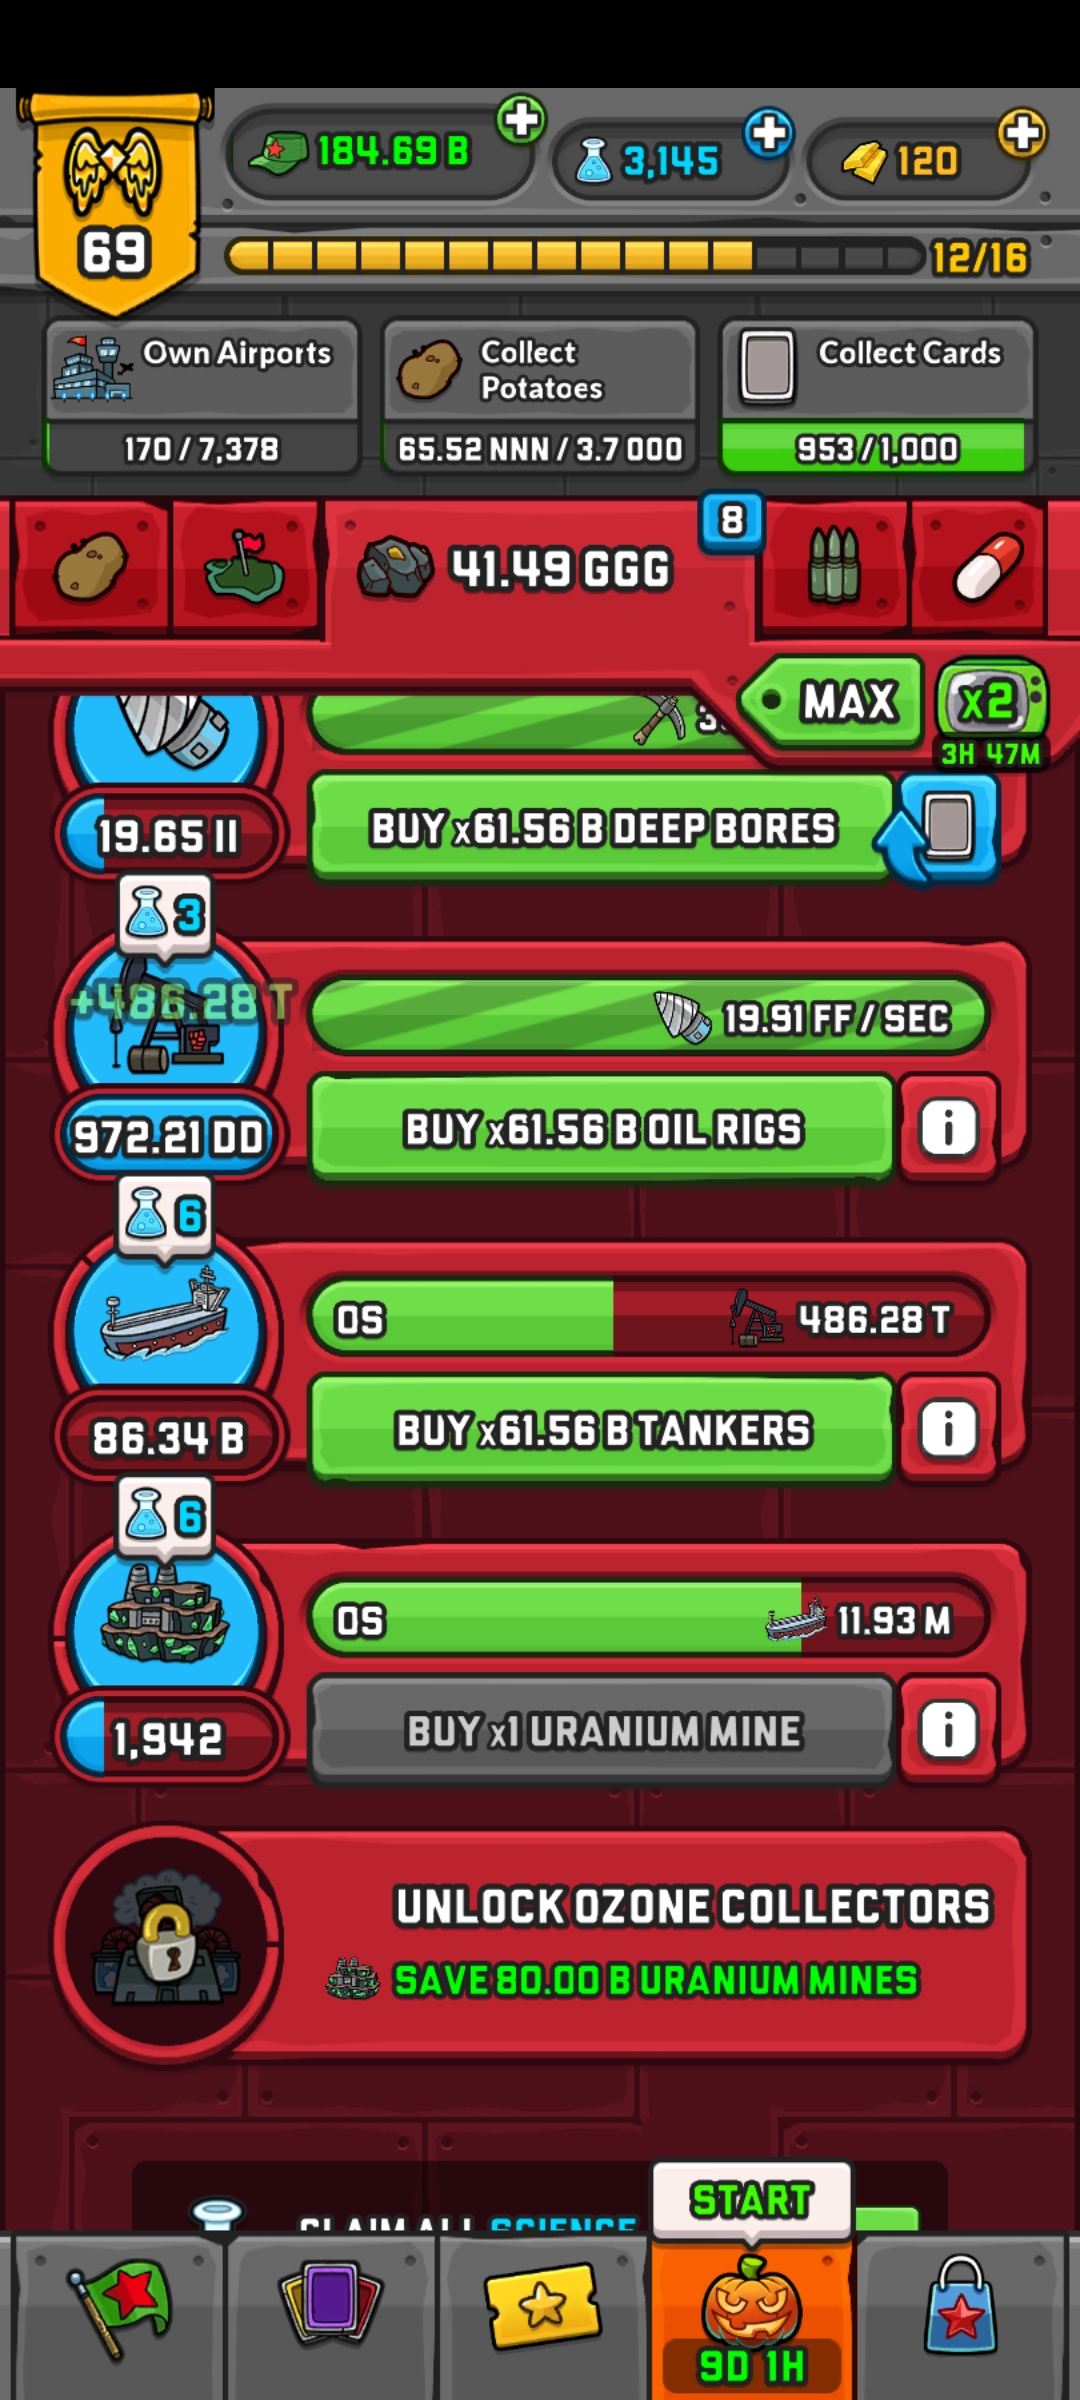 184.69 B
3,145
120
69
12/16
Own Airports
170 / 7,378
Collect
Potatoes
65.52 NNN / 3.7 OOO
Collect Cards
953 / 1,000
41.49 GGG
8
MAX
x2
3H 47M
19.65 II
BUY x61.56 B DEEP BORES
3
+486.28 T
19.91 FF / SEC
972.21 DD
BUY x61.56 B OIL RIGS
i
6
0S
486.28 T
86.34 B
BUY x61.56 B TANKERS
i
6
0S
11.93 M
1,942
BUY x1 URANIUM MINE
i
UNLOCK OZONE COLLECTORS
SAVE 80.00 B URANIUM MINES
CLAIM ALL SCIENCE
START
9D 1H